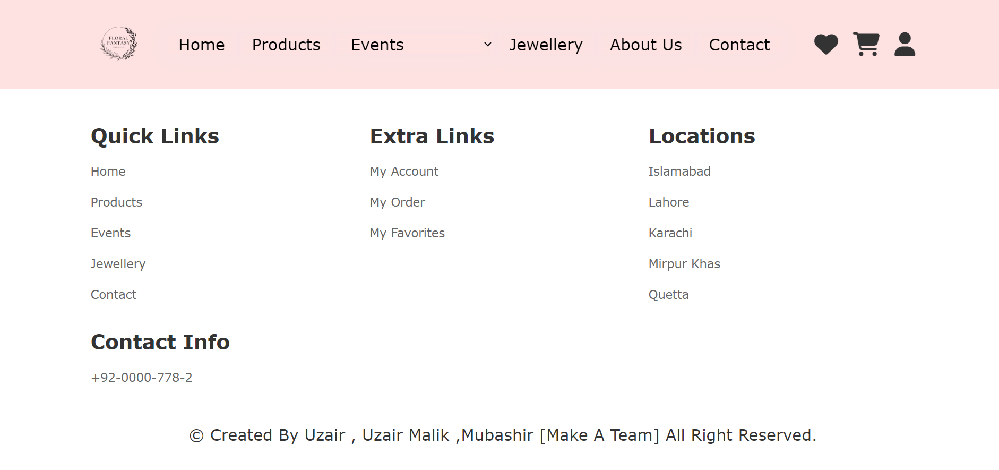 FLORAL
FANTASY
Home Products Events Jewellery About Us Contact
Quick Links
Home
Products
Events
Jewellery
Contact
Extra Links
My Account
My Order
My Favorites
Locations
Islamabad
Lahore
Karachi
Mirpur Khas
Quetta
Contact Info
+92-0000-778-2
© Created By Uzair , Uzair Malik ,Mubashir [Make A Team] All Right Reserved.